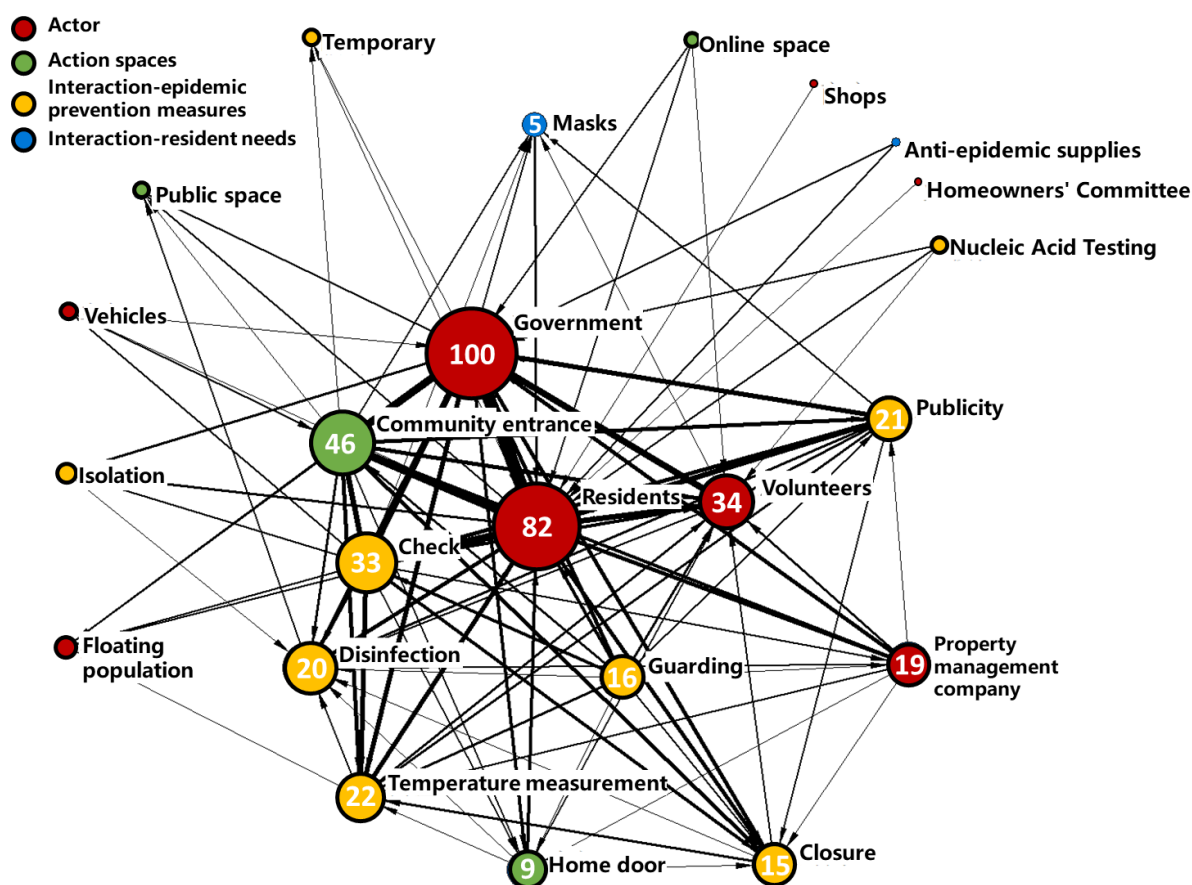 Actor
Action spaces
Interaction-epidemic
prevention measures
Interaction-resident needs
Temporary
Online space
Shops
5
Masks
Anti-epidemic supplies
Homeowners' Committee
Public space
Nucleic Acid Testing
Vehicles
Government
100
Publicity
21
Community entrance
46
Isolation
Residents
82
Volunteers
34
Check
33
Floating
population
Disinfection
20
Guarding
16
Property
management
company
19
Temperature measurement
22
Home door
9
Closure
15